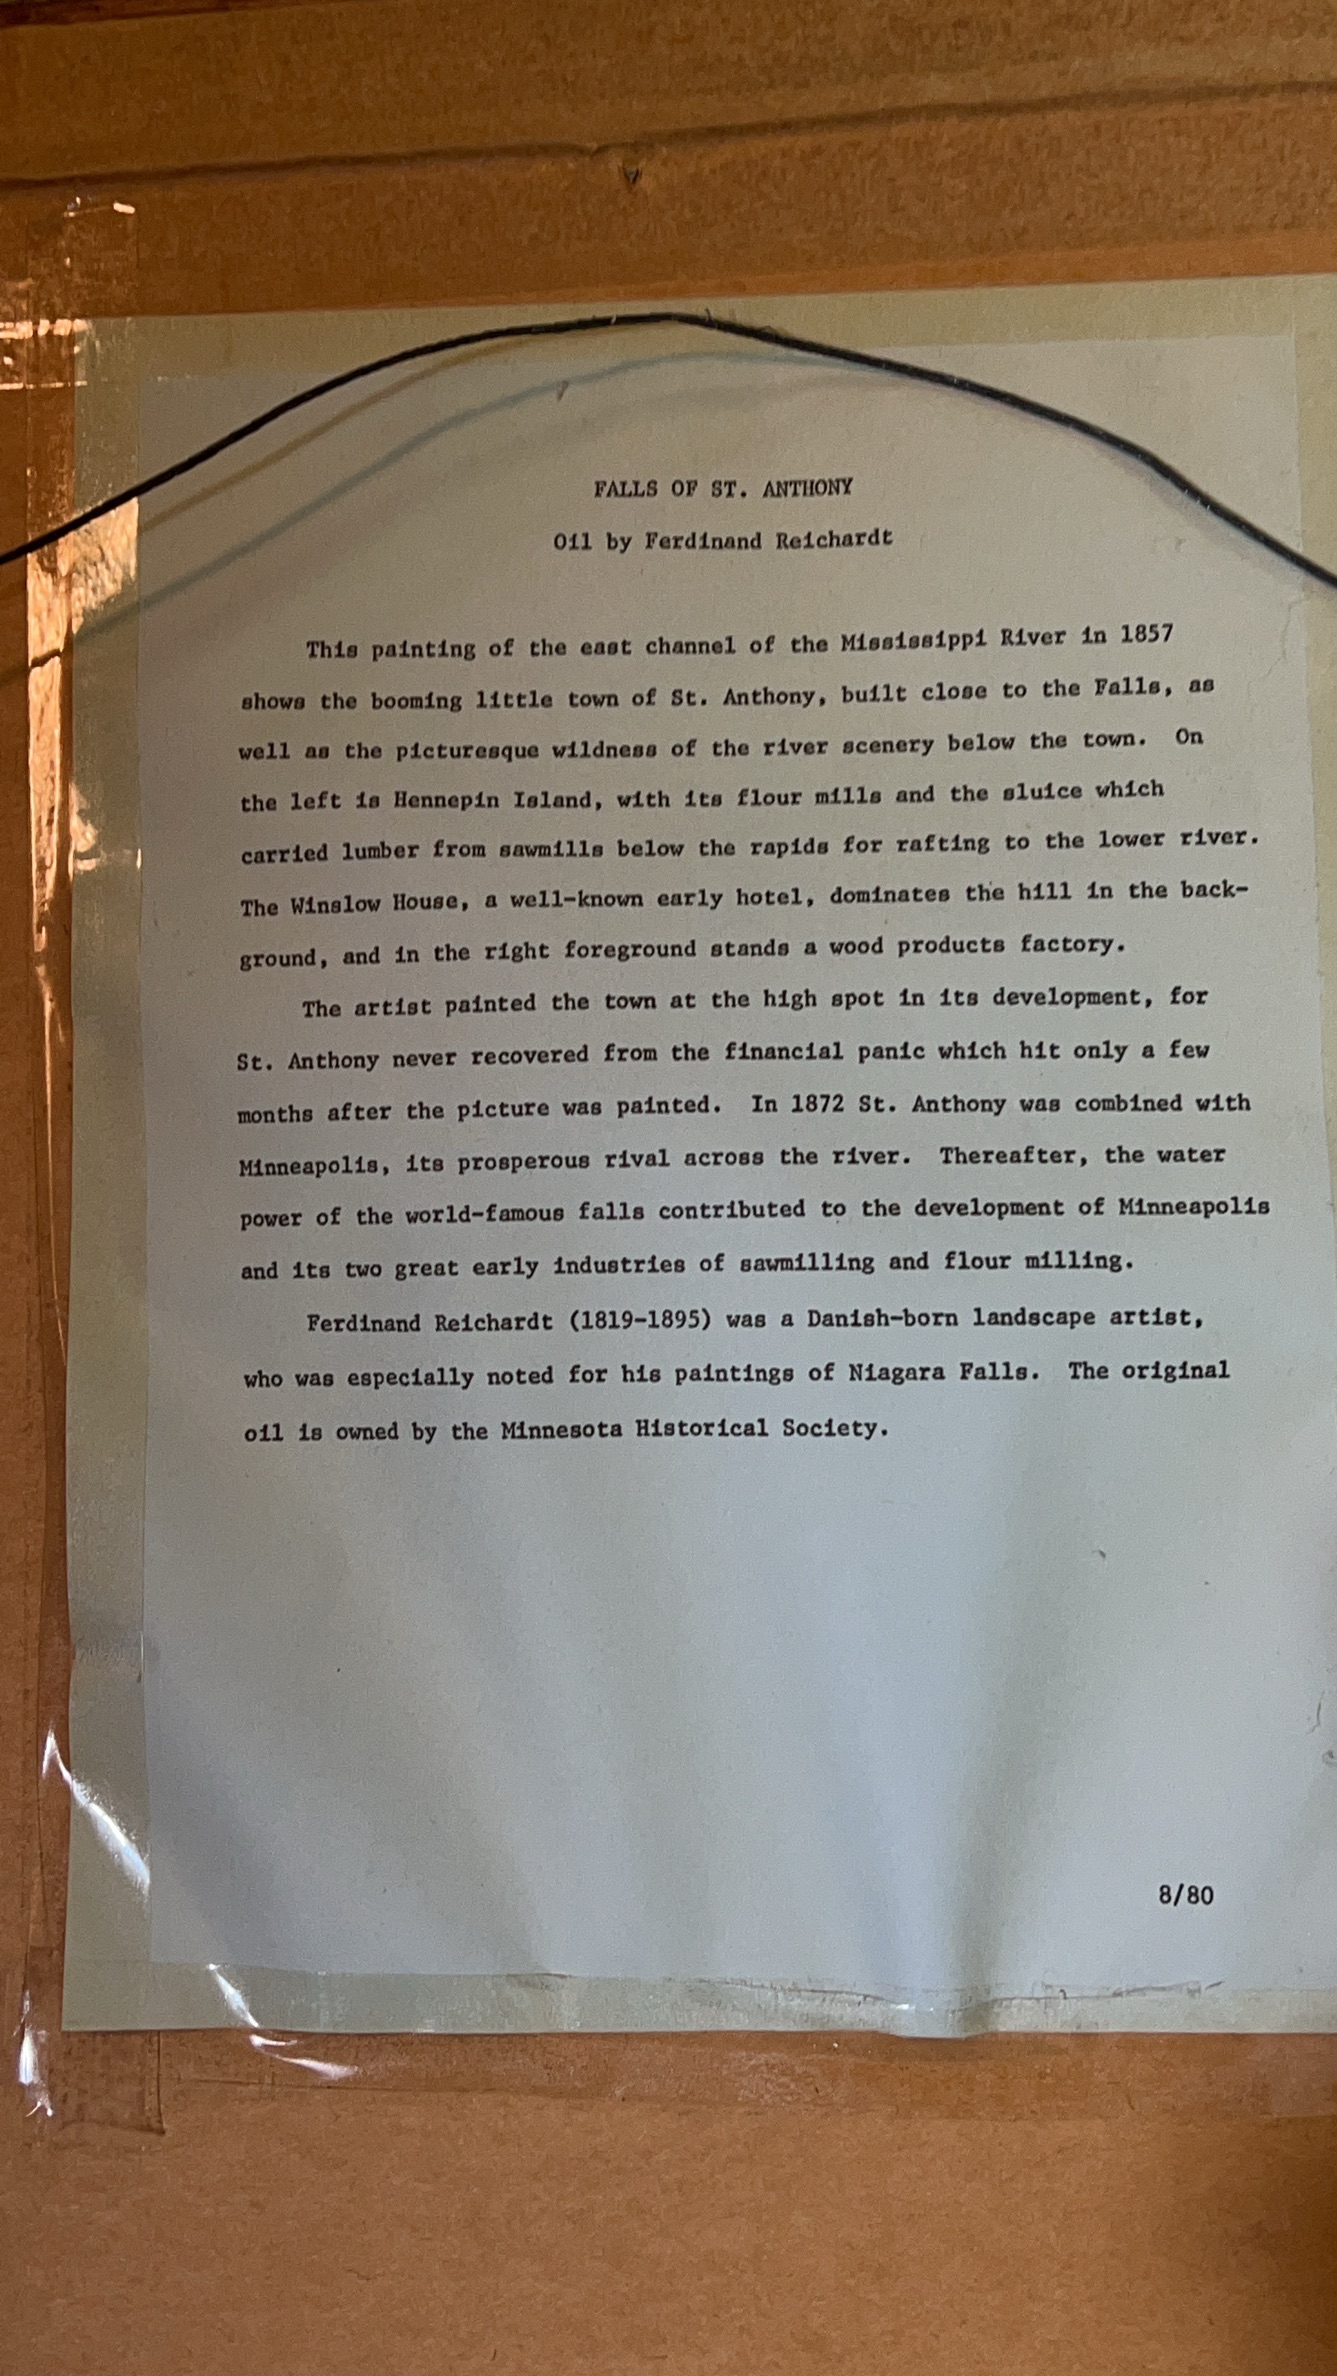 FALLS OF ST. ANTHONY
Oil by Ferdinand Reichardt
This painting of the east channel of the Mississippi River in 1857
shows the booming little town of St. Anthony, built close to the Falls, as
well as the picturesque wildness of the river scenery below the town. On
the left is Hennepin Island, with its flour mills and the sluice which
carried lumber from sawmills below the rapids for rafting to the lower river.
The Winslow House, a well-known early hotel, dominates the hill in the back-
ground, and in the right foreground stands a wood products factory.
The artist painted the town at the high spot in its development, for
St. Anthony never recovered from the financial panic which hit only a few
months after the picture was painted. In 1872 St. Anthony was combined with
Minneapolis, its prosperous rival across the river. Thereafter, the water
power of the world-famous falls contributed to the development of Minneapolis
and its two great early industries of sawmilling and flour milling.
Ferdinand Reichardt (1819-1895) was a Danish-born landscape artist,
who was especially noted for his paintings of Niagara Falls. The original
oil is owned by the Minnesota Historical Society.
8/80